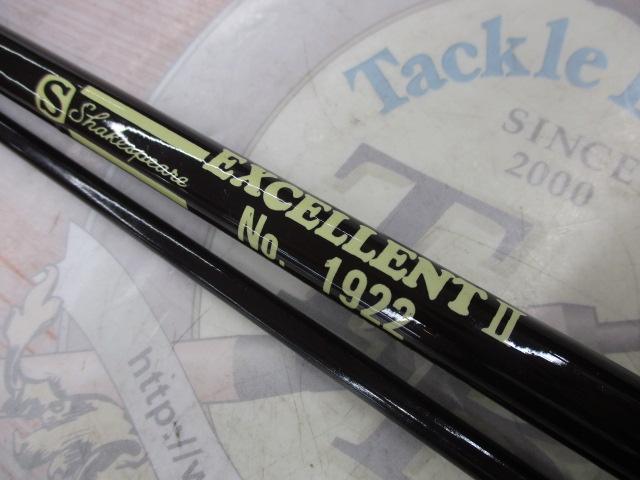 S Shakespeare
EXCELLENT II
No. 1922
Tackle
SINCE
2000
http://w